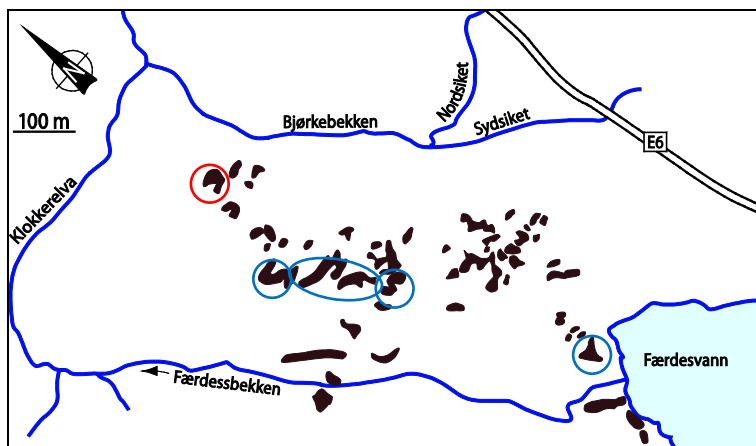 N
100 m
Klokkerelva
Bjørkebekken
Nordsiket
Sydsiket
E6
Færdesvann
Færdessbekken